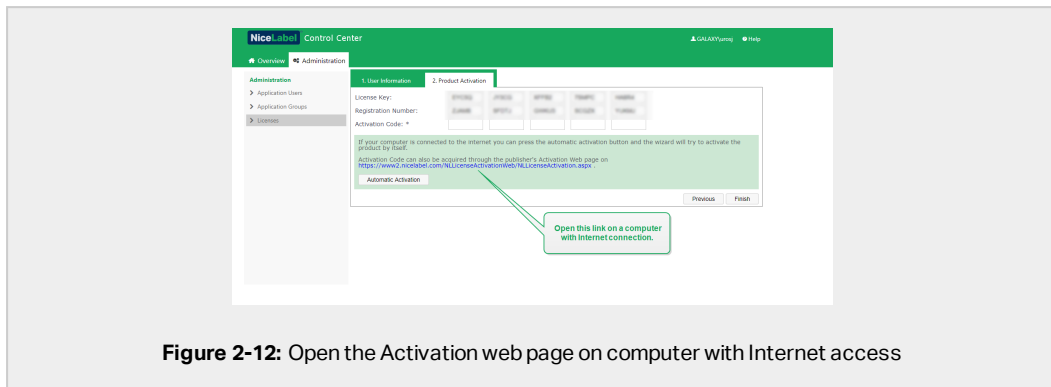 NiceLabel Control Center
GALAXY\urosj Help
Overview Administration
Administration
Application Users
Application Groups
Licenses
1. User Information 2. Product Activation
License Key:
Registration Number:
Activation Code: *
If your computer is connected to the internet you can press the automatic activation button and the wizard will try to activate the
product by itself.
Activation Code can also be acquired through the publisher's Activation Web page on
https://www2.nicelabel.com/NLLicenseActivationWeb/NLLicenseActivation.aspx .
Automatic Activation
Previous Finish
Open this link on a computer
with Internet connection.
Figure 2-12: Open the Activation web page on computer with Internet access